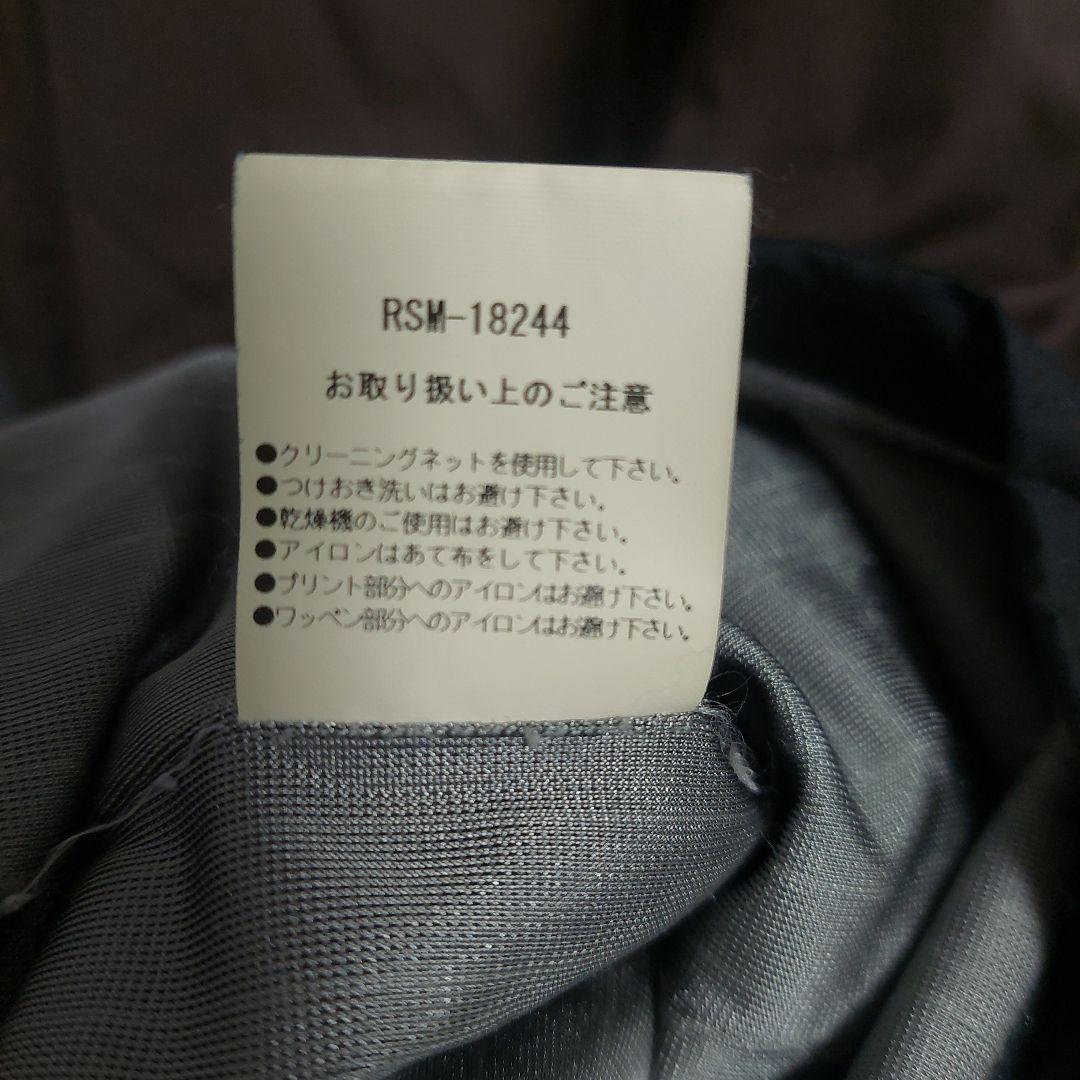 RSM-18244
お取り扱い上のご注意
●クリーニングネットを使用して下さい。
●つけおき洗いはお避け下さい。
●乾燥機のご使用はお避け下さい。
●アイロンはあて布をして下さい。
●プリント部分へのアイロンはお避け下さい。
●ワッペン部分へのアイロンはお避け下さい。